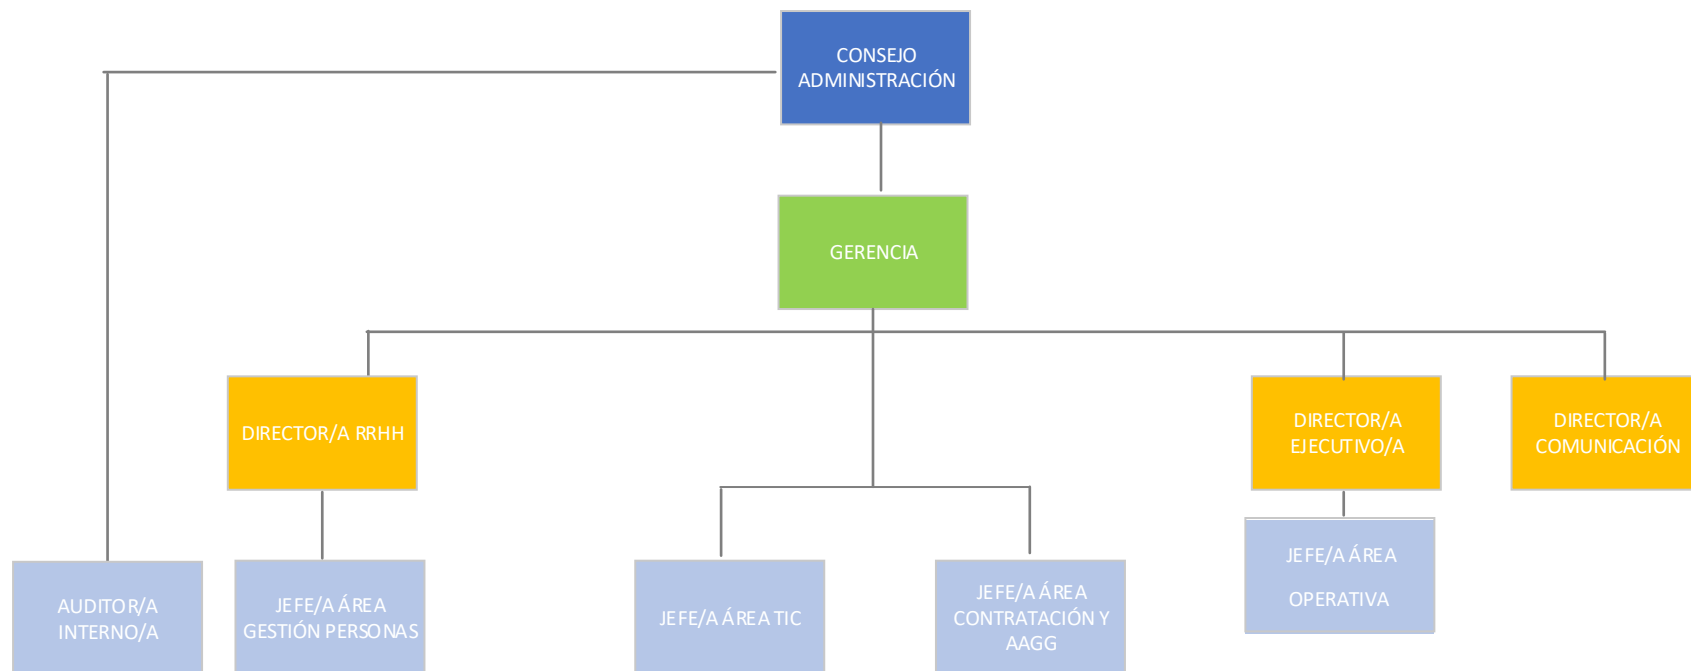 CONSEJO
ADMINISTRACIÓN
GERENCIA
DIRECTOR/A RRHH
DIRECTOR/A
EJECUTIVO/A
DIRECTOR/A
COMUNICACIÓN
AUDITOR/A
INTERNO/A
JEFE/A ÁREA
GESTIÓN PERSONAS
JEFE/A ÁREA TIC
JEFE/A ÁREA
CONTRATACIÓN Y
AAGG
JEFE/A ÁREA
OPERATIVA